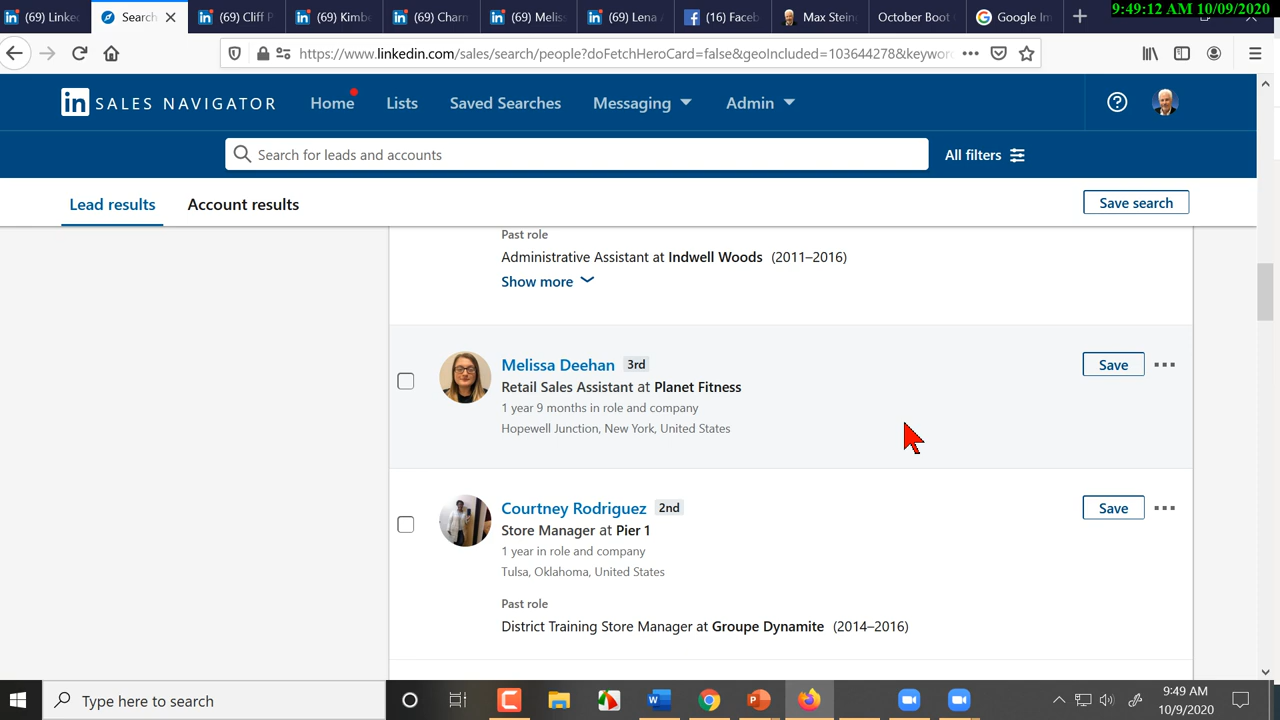 9:49:12 AM 10/09/2020
(69) Linke
Search
(69) Cliff P
(69) Kimbe
(69) Charm
(69) Meliss
(69) Lena A
(16) Faceb
Max Stein
October Boot
Google Im
https://www.linkedin.com/sales/search/people?doFetchHeroCard=false&geoIncluded=103644278&keywor
in SALES NAVIGATOR
Home
Lists
Saved Searches
Messaging
Admin
Search for leads and accounts
All filters
Lead results
Account results
Save search
Past role
Administrative Assistant at Indwell Woods (2011–2016)
Show more
Melissa Deehan 3rd
Save
Retail Sales Assistant at Planet Fitness
1 year 9 months in role and company
Hopewell Junction, New York, United States
Courtney Rodriguez 2nd
Save
Store Manager at Pier 1
1 year in role and company
Tulsa, Oklahoma, United States
Past role
District Training Store Manager at Groupe Dynamite (2014–2016)
Type here to search
9:49 AM
10/9/2020